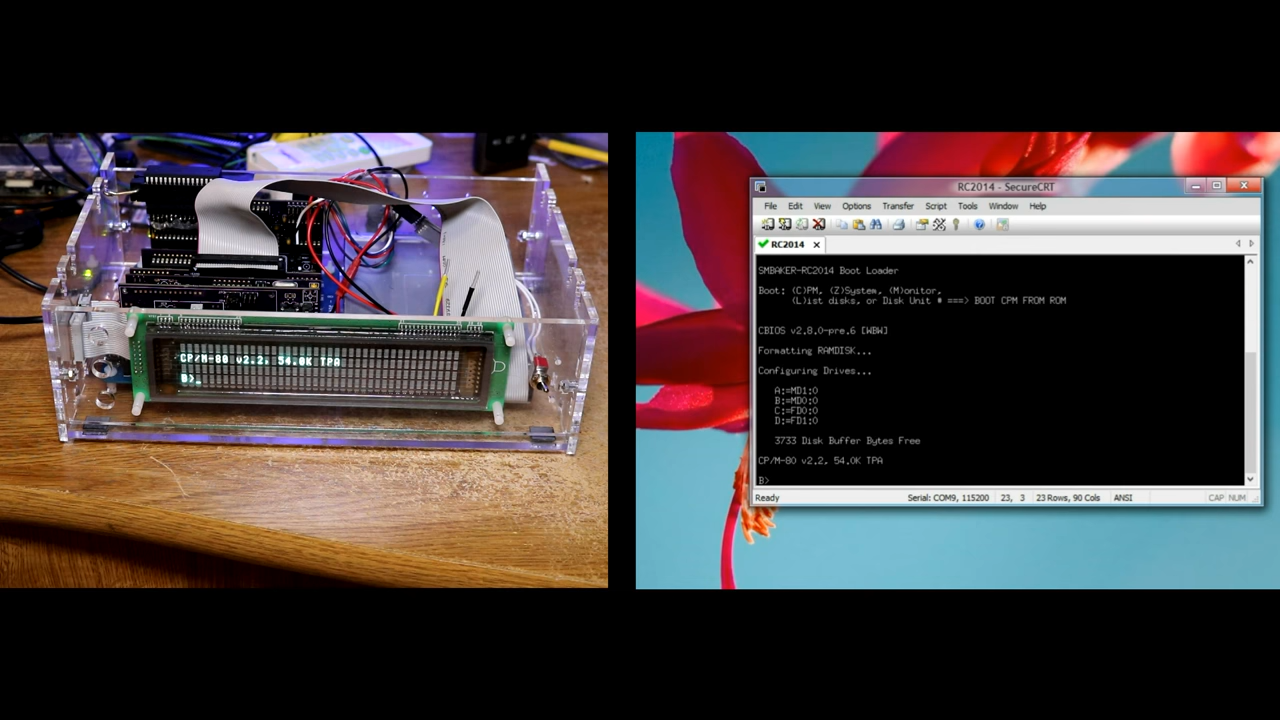 CP/M-80 v2.2, 54.0K TPA
B>_
RC2014 - SecureCRT
File Edit View Options Transfer Script Tools Window Help
RC2014
SMBAKER-RC2014 Boot Loader
Boot: (C)PM, (Z)System, (M)onitor,
(L)ist disks, or Disk Unit # ===> BOOT CPM FROM ROM
CBIOS v2.8.0-pre.6 [WBW]
Formatting RAMDISK...
Configuring Drives...
A:=MD1:0
B:=MD0:0
C:=FD0:0
D:=FD1:0
3733 Disk Buffer Bytes Free
CP/M-80 v2.2, 54.0K TPA
B>
Ready Serial: COM9, 115200 23, 3 23 Rows, 90 Cols ANSI CAP NUM